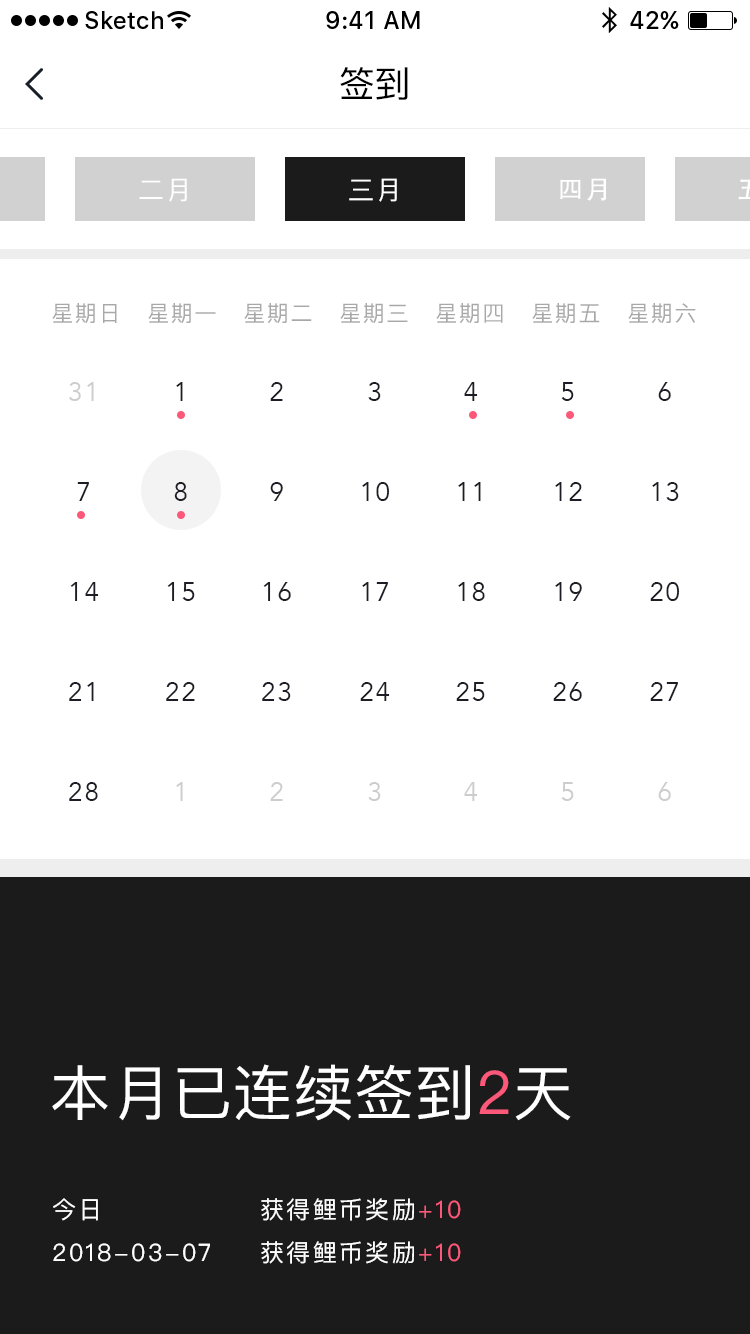 Sketch 9:41 AM 42%
签到
二月 三月 四月
星期日 星期一 星期二 星期三 星期四 星期五 星期六
31 1 2 3 4 5 6
7 8 9 10 11 12 13
14 15 16 17 18 19 20
21 22 23 24 25 26 27
28 1 2 3 4 5 6
本月已连续签到2天
今日 获得鲤币奖励+10
2018-03-07 获得鲤币奖励+10